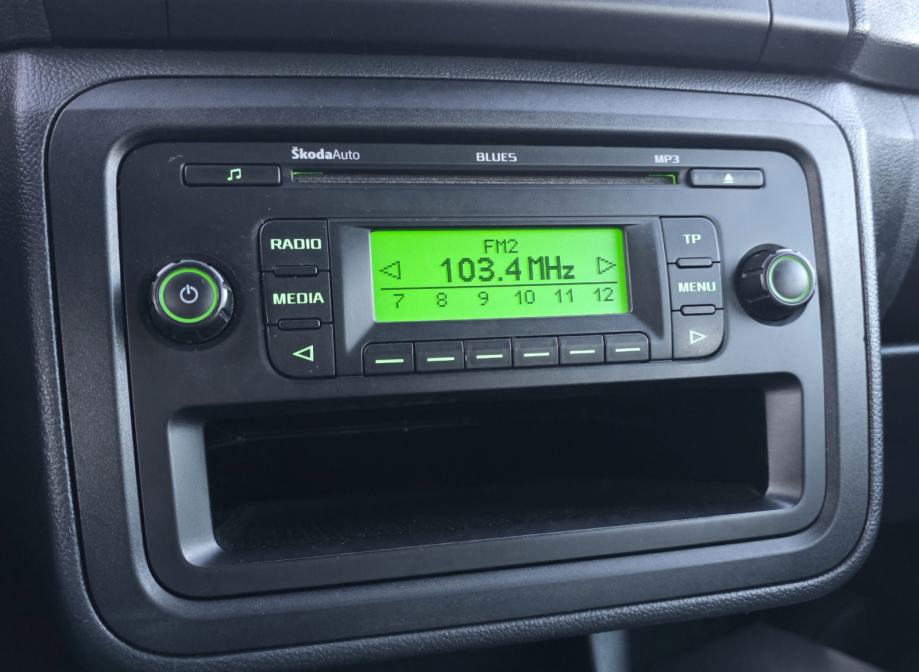 ŠkodaAuto BLUES MP3
RADIO
MEDIA
FM2
103.4 MHz
7 8 9 10 11 12
TP
MENU